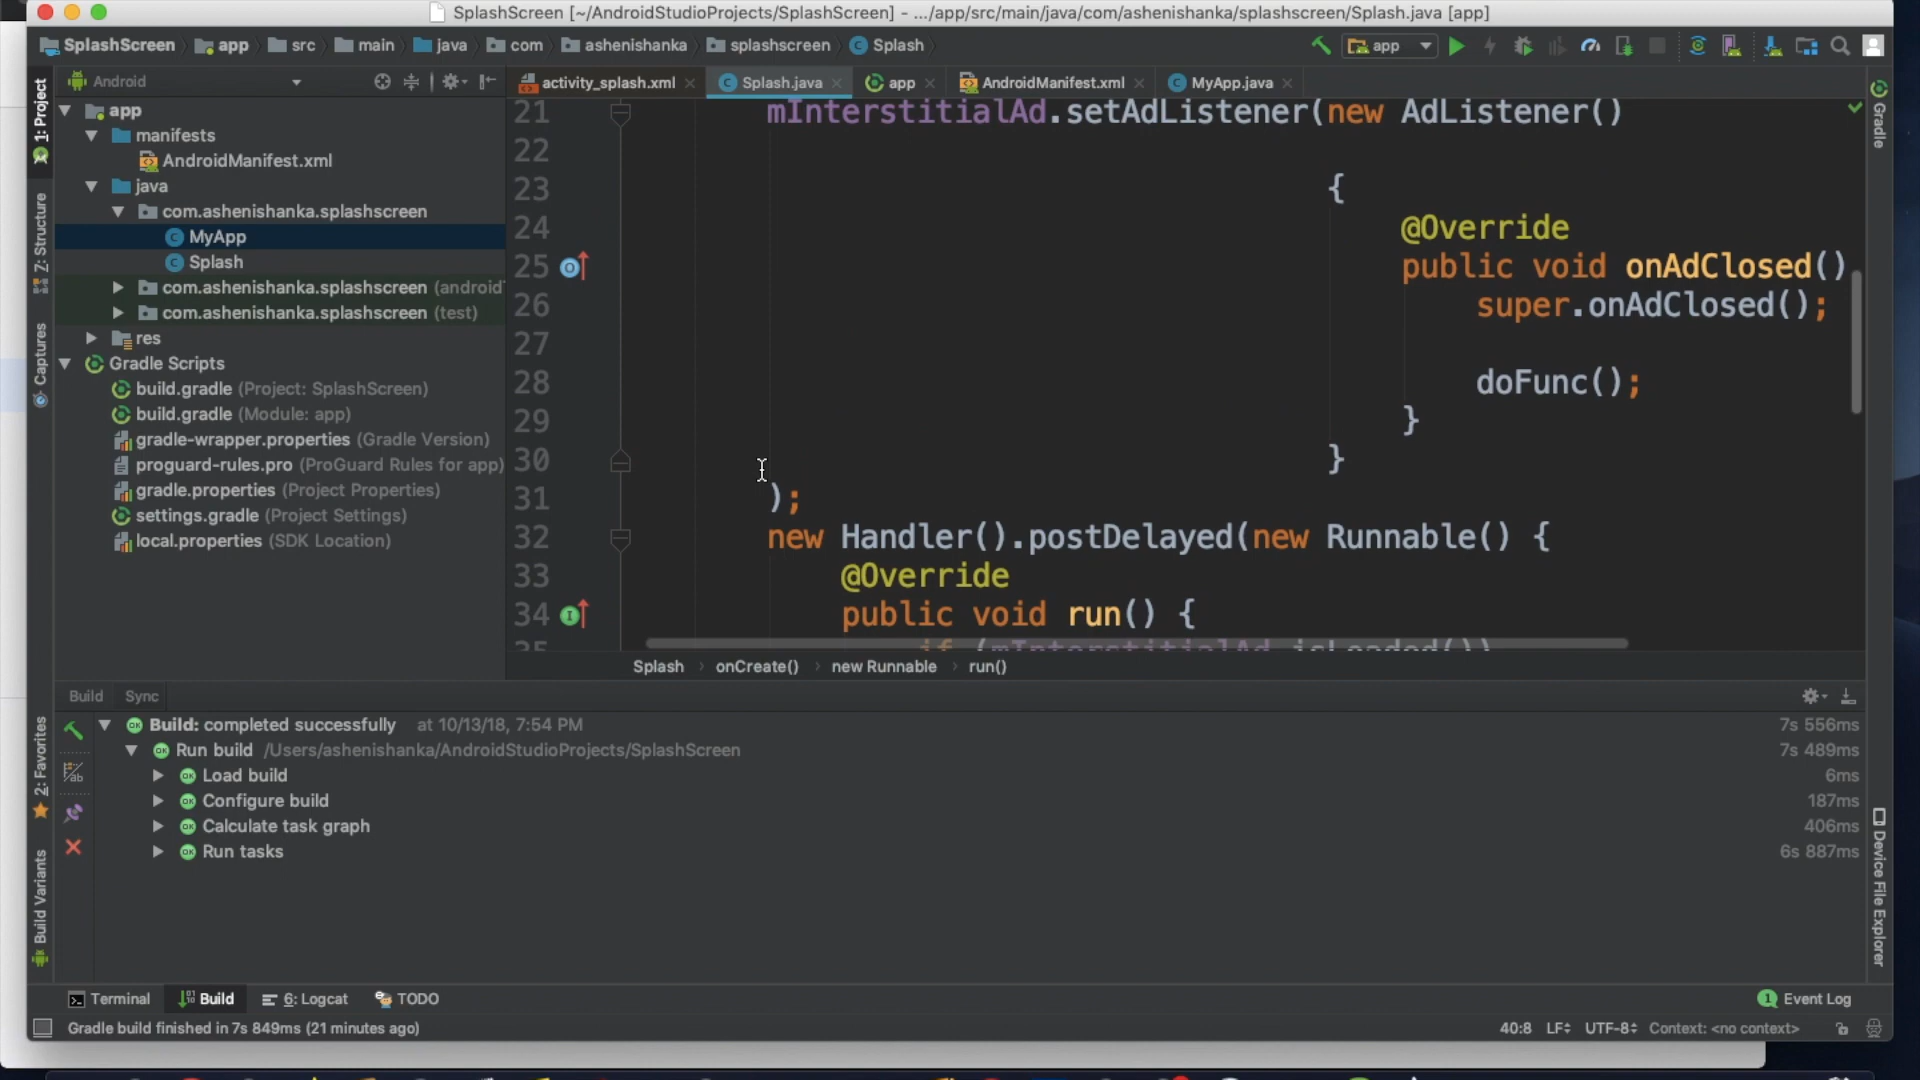 SplashScreen [~/AndroidStudioProjects/SplashScreen] - .../app/src/main/java/com/ashenishanka/splashscreen/Splash.java [app]
SplashScreen app src main java com ashenishanka splashscreen Splash app
Android
activity_splash.xml Splash.java app AndroidManifest.xml MyApp.java
1: Project
Z: Structure
Captures
2: Favorites
Build Variants
app
manifests
AndroidManifest.xml
java
com.ashenishanka.splashscreen
MyApp
Splash
com.ashenishanka.splashscreen (android
com.ashenishanka.splashscreen (test)
res
Gradle Scripts
build.gradle (Project: SplashScreen)
build.gradle (Module: app)
gradle-wrapper.properties (Gradle Version)
proguard-rules.pro (ProGuard Rules for app)
gradle.properties (Project Properties)
settings.gradle (Project Settings)
local.properties (SDK Location)
21 mInterstitialAd.setAdListener(new AdListener()
22
23 {
24 @Override
25 public void onAdClosed()
26 super.onAdClosed();
27
28 doFunc();
29 }
30 }
31 );
32 new Handler().postDelayed(new Runnable() {
33 @Override
34 public void run() {
35 if (mInterstitialAd.isLoaded())
Splash onCreate() new Runnable run()
Gradle
Device File Explorer
Build Sync
Build: completed successfully at 10/13/18, 7:54 PM 7s 556ms
Run build /Users/ashenishanka/AndroidStudioProjects/SplashScreen 7s 489ms
Load build 6ms
Configure build 187ms
Calculate task graph 406ms
Run tasks 6s 887ms
Terminal Build 6: Logcat TODO 1 Event Log
Gradle build finished in 7s 849ms (21 minutes ago) 40:8 LF UTF-8 Context: <no context>